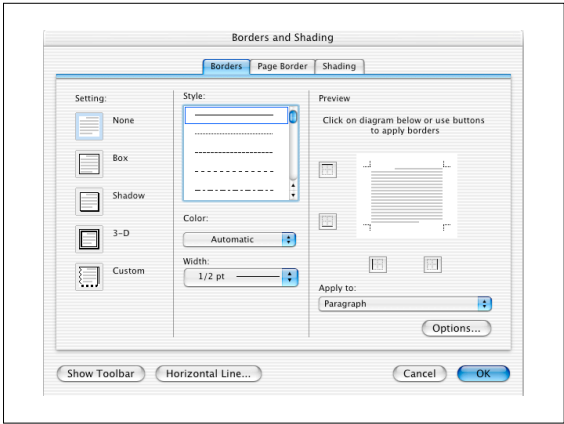 Borders and Shading
Borders Page Border Shading
Setting:
None
Box
Shadow
3-D
Custom
Style:
Color:
Automatic
Width:
1/2 pt
Preview
Click on diagram below or use buttons
to apply borders
Apply to:
Paragraph
Options...
Show Toolbar Horizontal Line... Cancel OK